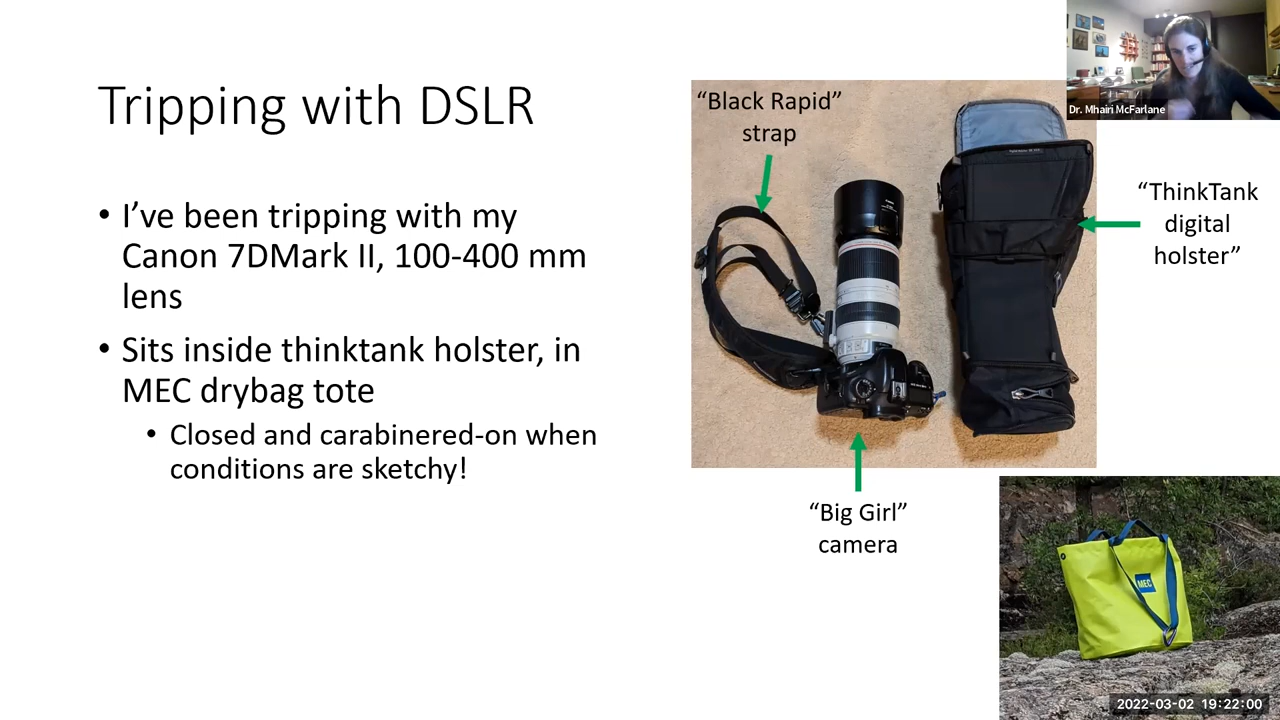 Tripping with DSLR
• I’ve been tripping with my
Canon 7DMark II, 100-400 mm
lens
• Sits inside thinktank holster, in
MEC drybag tote
• Closed and carabinered-on when
conditions are sketchy!
“Black Rapid”
strap
“ThinkTank
digital
holster”
“Big Girl”
camera
Dr. Mhairi McFarlane
MEC
2022-03-02 19:22:00